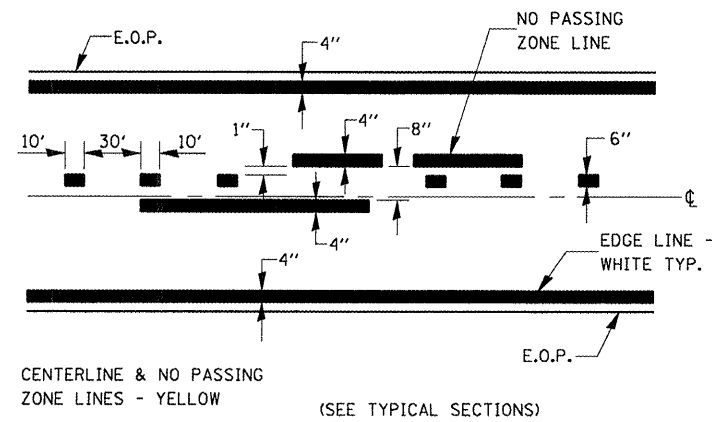 NO PASSING
ZONE LINE
E.O.P.
4"
10'
30'
10'
1"
4"
8"
6"
℄
4"
EDGE LINE -
WHITE TYP.
4"
E.O.P.
CENTERLINE & NO PASSING
ZONE LINES - YELLOW
(SEE TYPICAL SECTIONS)